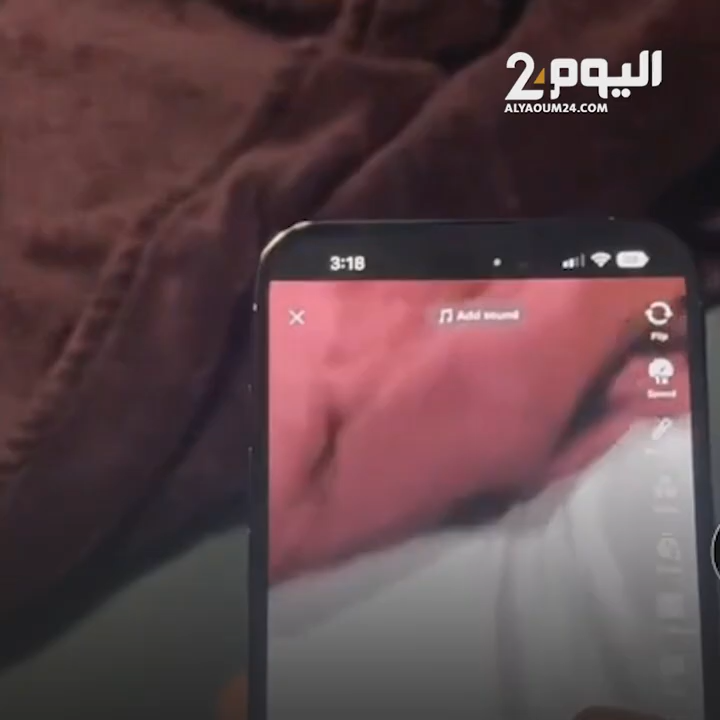 اليوم 24
ALYAOUM24.COM
3:18
Add sound
Flip
Speed